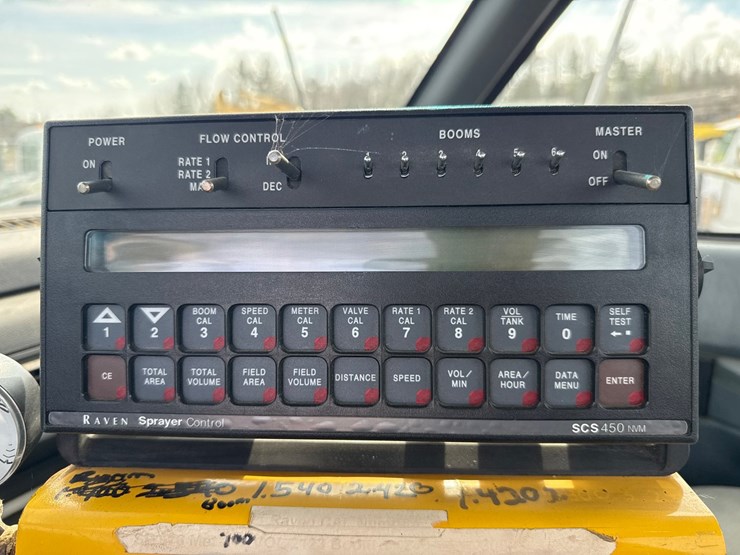 POWER FLOW CONTROL BOOMS MASTER
ON RATE 1 1 2 3 4 5 6 ON
RATE 2
DEC OFF
BOOM CAL SPEED CAL METER CAL VALVE CAL RATE 1 CAL RATE 2 CAL VOL TANK TIME SELF TEST
1 2 3 4 5 6 7 8 9 0
CE TOTAL AREA TOTAL VOLUME FIELD AREA FIELD VOLUME DISTANCE SPEED VOL/ MIN AREA/ HOUR DATA MENU ENTER
RAVEN Sprayer Control SCS 450 NVM
Boom 1.540
700